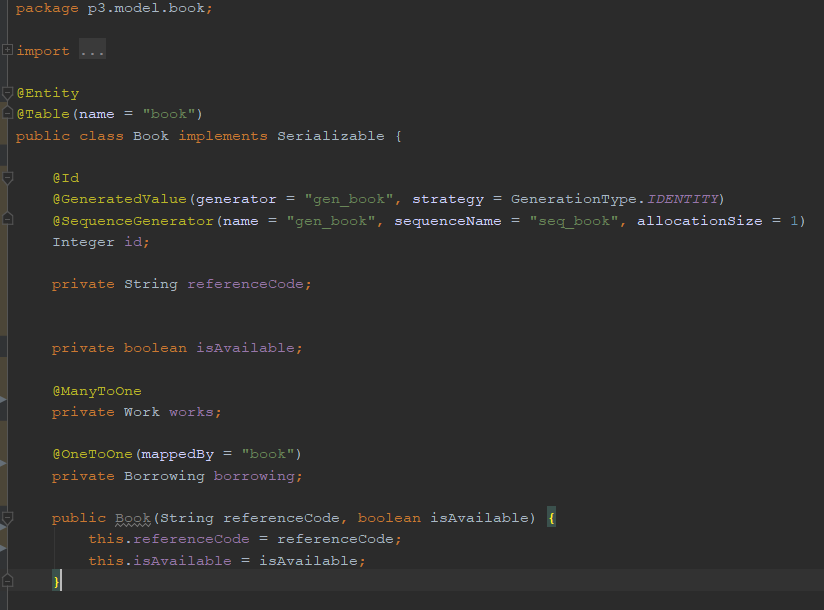 package p3.model.book;
import ...
@Entity
@Table(name = "book")
public class Book implements Serializable {
@Id
@GeneratedValue(generator = "gen_book", strategy = GenerationType.IDENTITY)
@SequenceGenerator(name = "gen_book", sequenceName = "seq_book", allocationSize = 1)
Integer id;
private String referenceCode;
private boolean isAvailable;
@ManyToOne
private Work works;
@OneToOne(mappedBy = "book")
private Borrowing borrowing;
public Book(String referenceCode, boolean isAvailable) {
this.referenceCode = referenceCode;
this.isAvailable = isAvailable;
}